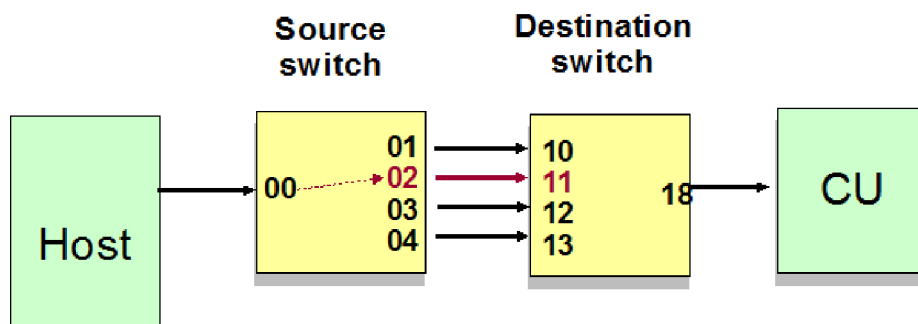 Source
switch
Destination
switch
Host
00
01
02
03
04
10
11
12
13
18
CU